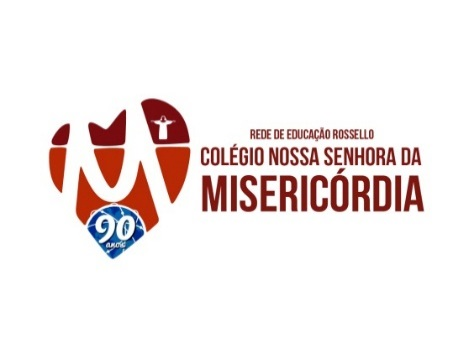 M
90
anos
REDE DE EDUCAÇÃO ROSSELLO
COLÉGIO NOSSA SENHORA DA
MISERICÓRDIA